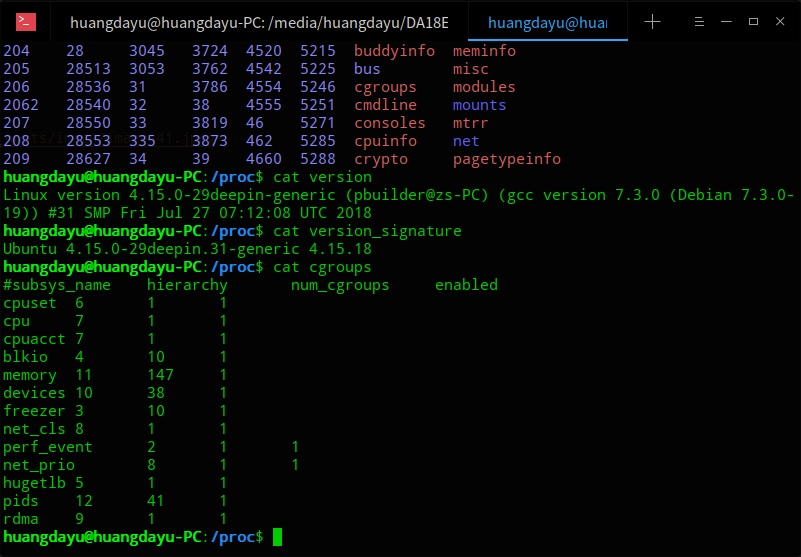 huangdayu@huangdayu-PC: /media/huangdayu/DA18E
huangdayu@hua
204 28 3045 3724 4520 5215 buddyinfo meminfo
205 28513 3053 3762 4542 5225 bus misc
206 28536 31 3786 4554 5246 cgroups modules
2062 28540 32 38 4555 5251 cmdline mounts
207 28550 33 3819 46 5271 consoles mtrr
208 28553 335 3873 462 5285 cpuinfo net
209 28627 34 39 4660 5288 crypto pagetypeinfo
huangdayu@huangdayu-PC:/proc$ cat version
Linux version 4.15.0-29deepin-generic (pbuilder@zs-PC) (gcc version 7.3.0 (Debian 7.3.0-
19)) #31 SMP Fri Jul 27 07:12:08 UTC 2018
huangdayu@huangdayu-PC:/proc$ cat version_signature
Ubuntu 4.15.0-29deepin.31-generic 4.15.18
huangdayu@huangdayu-PC:/proc$ cat cgroups
#subsys_name hierarchy num_cgroups enabled
cpuset 6 1 1
cpu 7 1 1
cpuacct 7 1 1
blkio 4 10 1
memory 11 147 1
devices 10 38 1
freezer 3 10 1
net_cls 8 1 1
perf_event 2 1 1
net_prio 8 1 1
hugetlb 5 1 1
pids 12 41 1
rdma 9 1 1
huangdayu@huangdayu-PC:/proc$